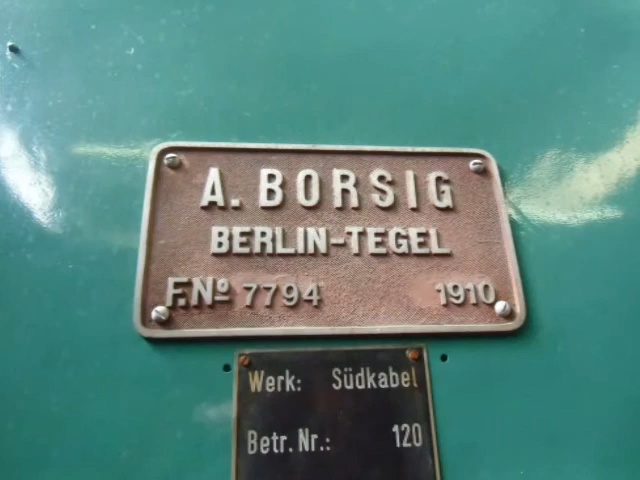 A. BORSIG
BERLIN-TEGEL
F.Nº 7794 1910
Werk: Südkabel
Betr. Nr.: 120